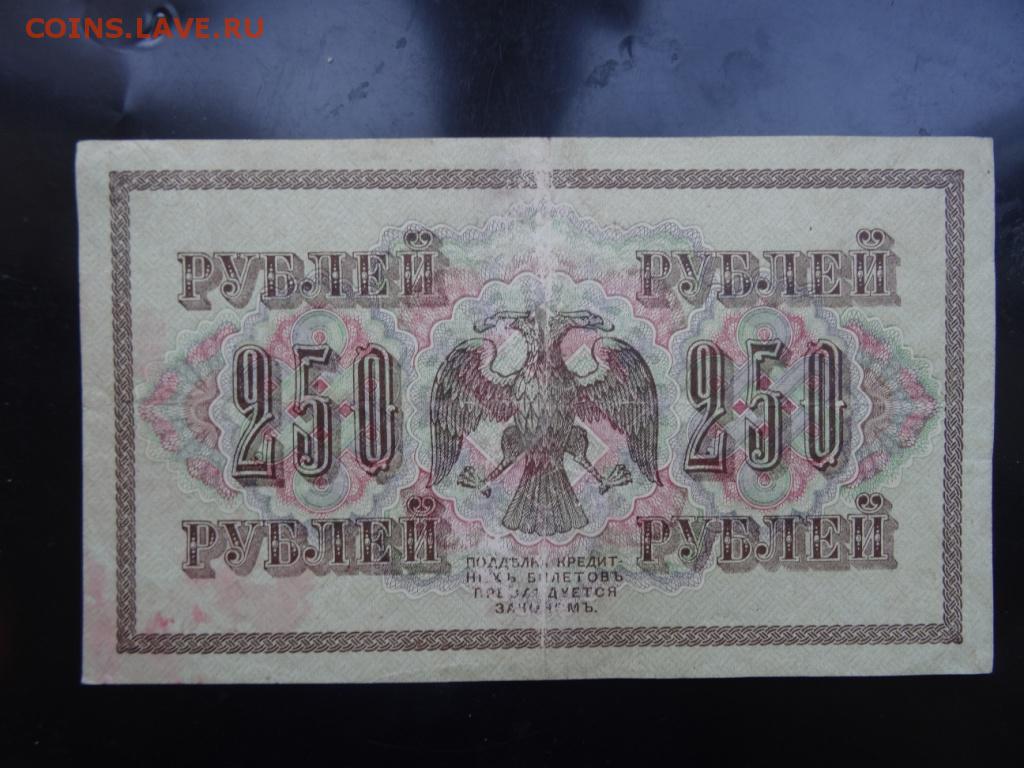 COINS.LAVE.RU
РУБЛЕЙ РУБЛЕЙ
250 250
РУБЛЕЙ РУБЛЕЙ
ПОДДѢЛКА КРЕДИТ-
НЫХЪ БИЛЕТОВЪ
ПРЕСЛѢДУЕТСЯ
ЗАКОНОМЪ.